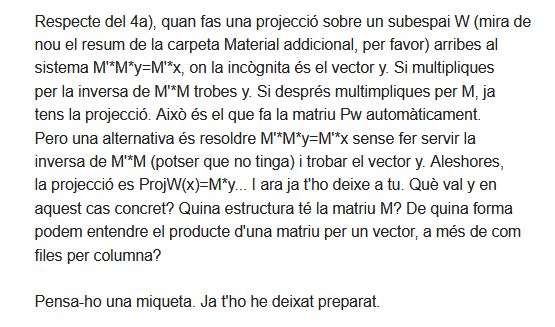 Respecte del 4a), quan fas una projecció sobre un subespai W (mira de
nou el resum de la carpeta Material addicional, per favor) arribes al
sistema M'*M*y=M'*x, on la incògnita és el vector y. Si multipliques
per la inversa de M'*M trobes y. Si després multimpliques per M, ja
tens la projecció. Això és el que fa la matriu Pw automàticament.
Pero una alternativa és resoldre M'*M*y=M'*x sense fer servir la
inversa de M'*M (potser que no tinga) i trobar el vector y. Aleshores,
la projecció es ProjW(x)=M*y... I ara ja t'ho deixe a tu. Què val y en
aquest cas concret? Quina estructura té la matriu M? De quina forma
podem entendre el producte d'una matriu per un vector, a més de com
files per columna?
Pensa-ho una miqueta. Ja t'ho he deixat preparat.